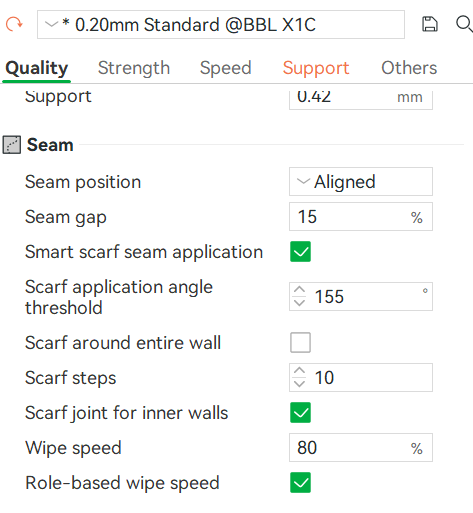 * 0.20mm Standard @BBL X1C
Quality Strength Speed Support Others
Support 0.42 mm
Seam
Seam position Aligned
Seam gap 15 %
Smart scarf seam application
Scarf application angle
threshold 155 °
Scarf around entire wall
Scarf steps 10
Scarf joint for inner walls
Wipe speed 80 %
Role-based wipe speed